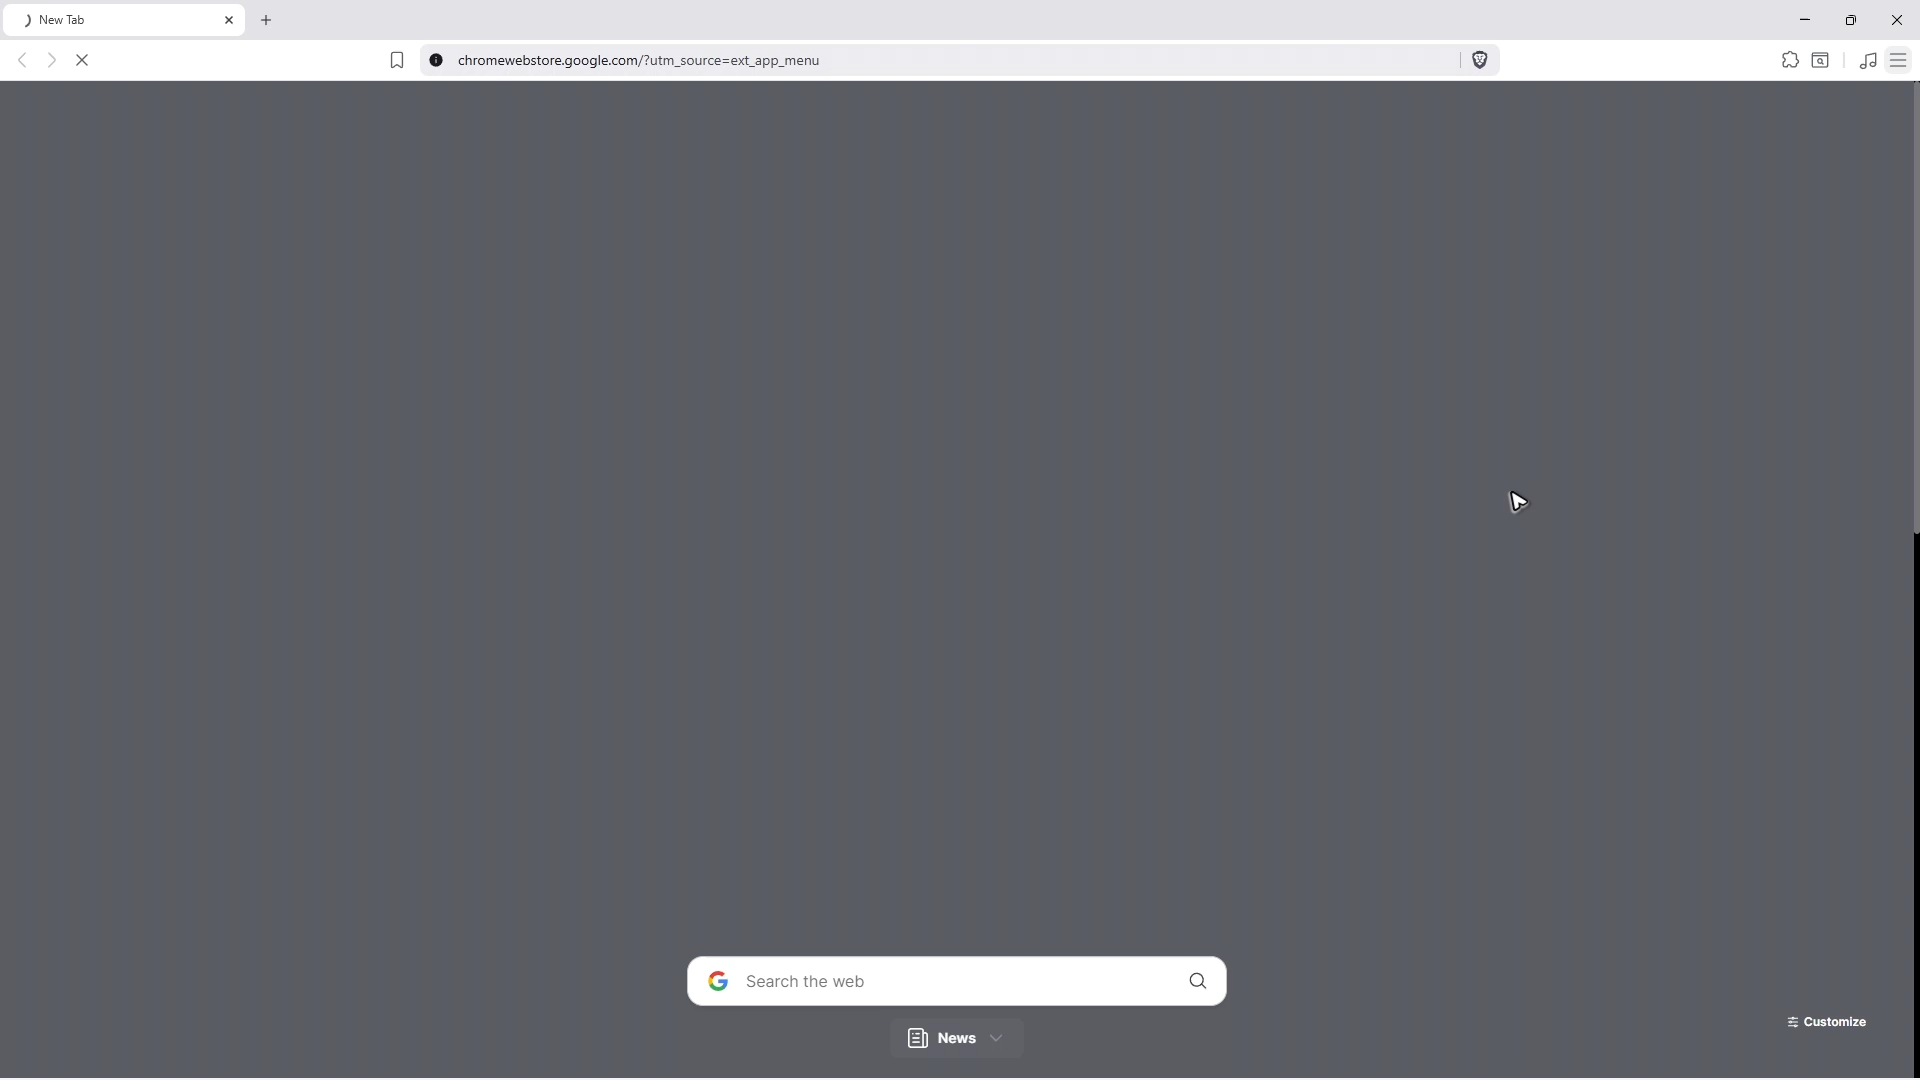 New Tab
chromewebstore.google.com/?utm_source=ext_app_menu
Search the web
News
Customize